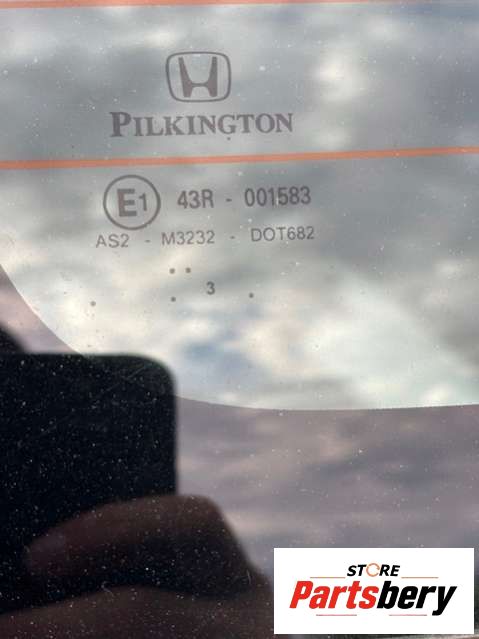 PILKINGTON
E1 43R - 001583
AS2 - M3232 - DOT682
.. 
. . 3 .
STORE
Partsbery